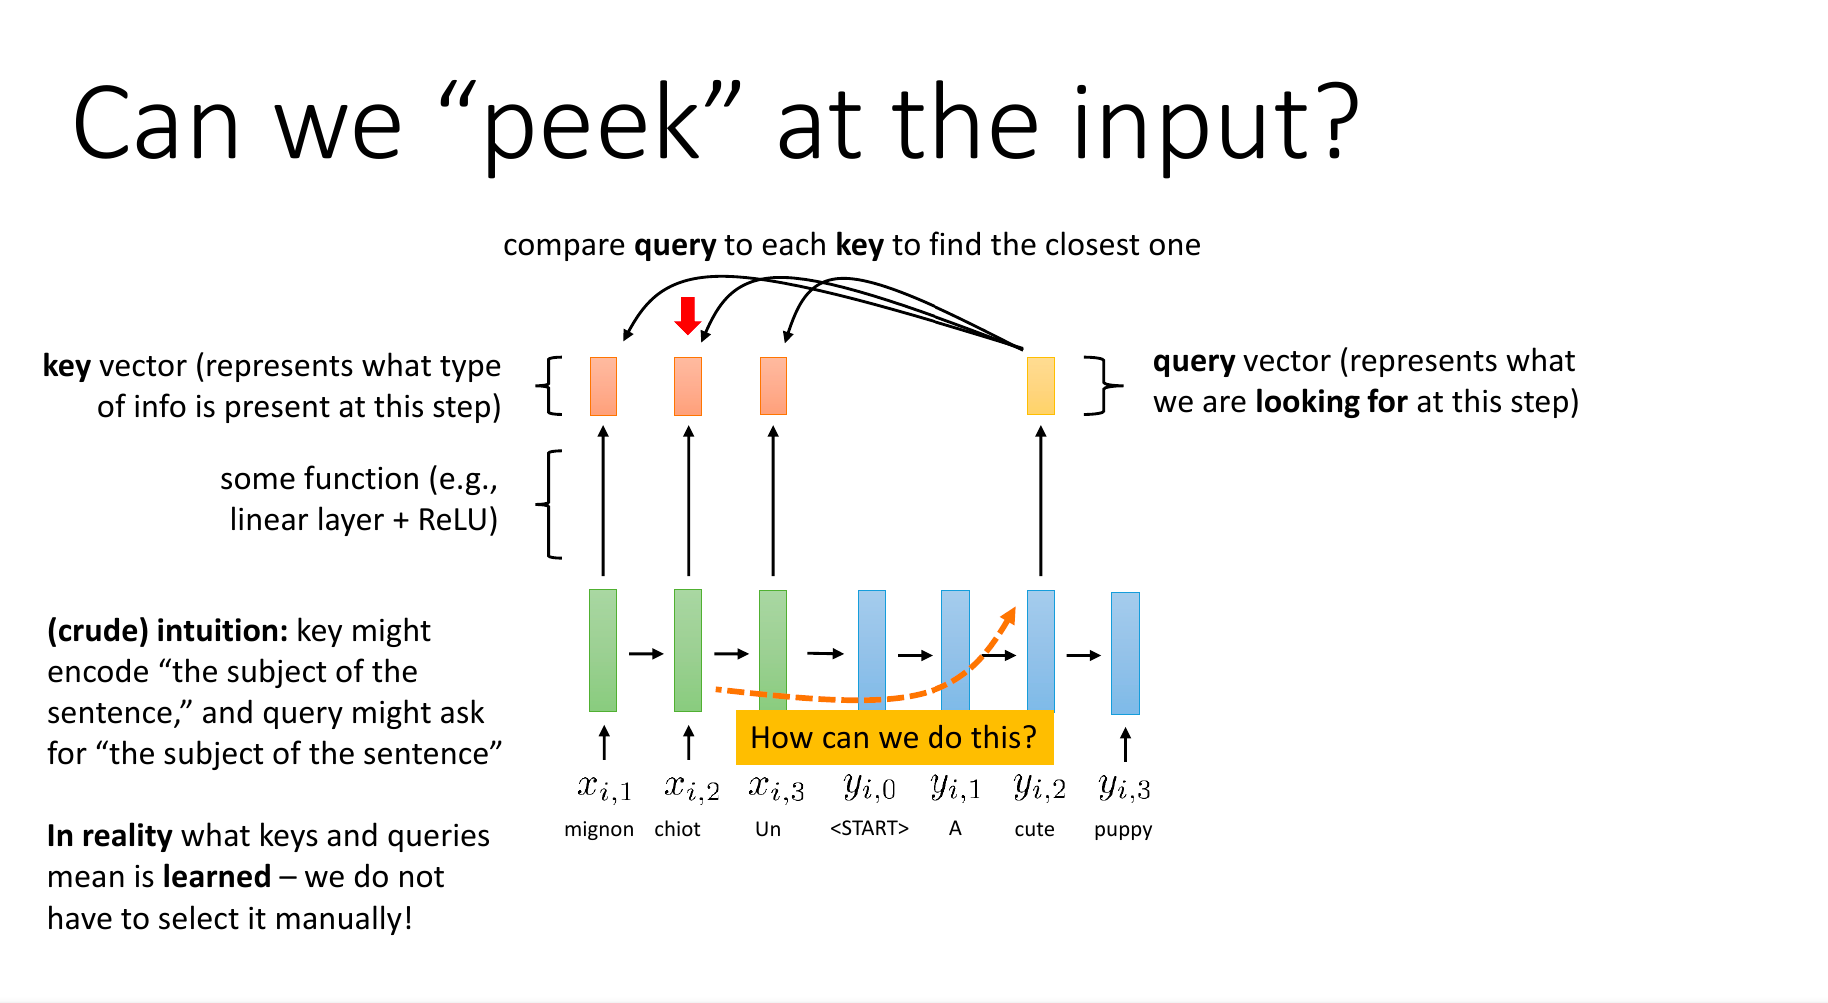 Can we “peek” at the input?
compare query to each key to find the closest one
key vector (represents what type
of info is present at this step)
query vector (represents what
we are looking for at this step)
some function (e.g.,
linear layer + ReLU)
(crude) intuition: key might
encode “the subject of the
sentence,” and query might ask
for “the subject of the sentence”
In reality what keys and queries
mean is learned – we do not
have to select it manually!
How can we do this?
x_{i,1} x_{i,2} x_{i,3} y_{i,0} y_{i,1} y_{i,2} y_{i,3}
mignon chiot Un <START> A cute puppy